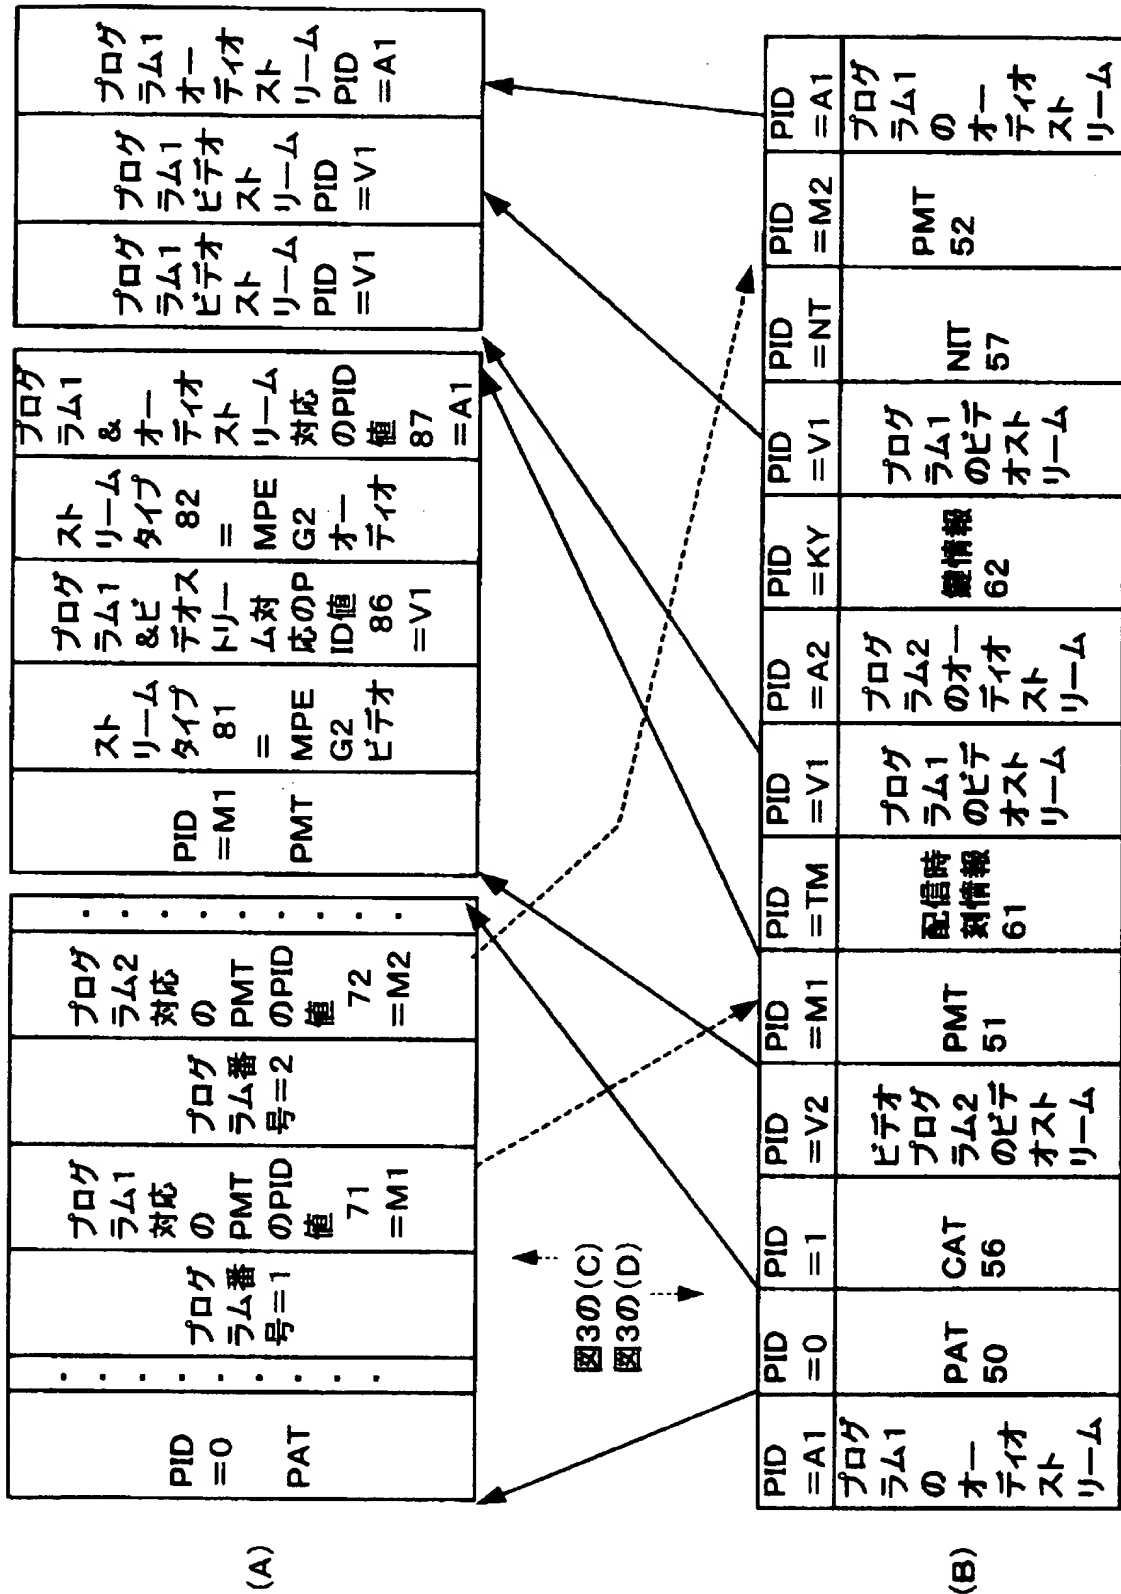 (A)
PID
=0
PAT
・・・・・・・・・
プログ
ラム番
号=1
プログ
ラム1
対応
の
PMT
のPID
値
71
=M1
プログ
ラム番
号=2
プログ
ラム2
対応
の
PMT
のPID
値
72
=M2
・・・・・・・・・
PID
=M1
PMT
スト
リーム
タイプ
81
=
MPE
G2
ビデオ
プログ
ラム1
&ビ
デオス
トリー
ム対
応のP
ID値
86
=V1
スト
リーム
タイプ
82
=
MPE
G2
オー
ディオ
プログ
ラム1
&
オー
ディオ
スト
リーム
対応
のPID
値
87
=A1
プログ
ラム1
ビデオ
スト
リーム
PID
=V1
プログ
ラム1
ビデオ
スト
リーム
PID
=V1
プログ
ラム1
オー
ディオ
スト
リーム
PID
=A1
図3の(C)
図3の(D)
(B)
PID
=A1
プログ
ラム1
の
オー
ディオ
スト
リーム
PID
=0
PAT
50
PID
=1
CAT
56
PID
=V2
ビデオ
プログ
ラム2
のビデ
オスト
リーム
PID
=M1
PMT
51
PID
=TM
配信時
刻情報
61
PID
=V1
プログ
ラム1
のビデ
オスト
リーム
PID
=A2
プログ
ラム2
のオー
ディオ
スト
リーム
PID
=KY
鍵情報
62
PID
=V1
プログ
ラム1
のビデ
オスト
リーム
PID
=NT
NIT
57
PID
=M2
PMT
52
PID
=A1
プログ
ラム1
の
オー
ディオ
スト
リーム